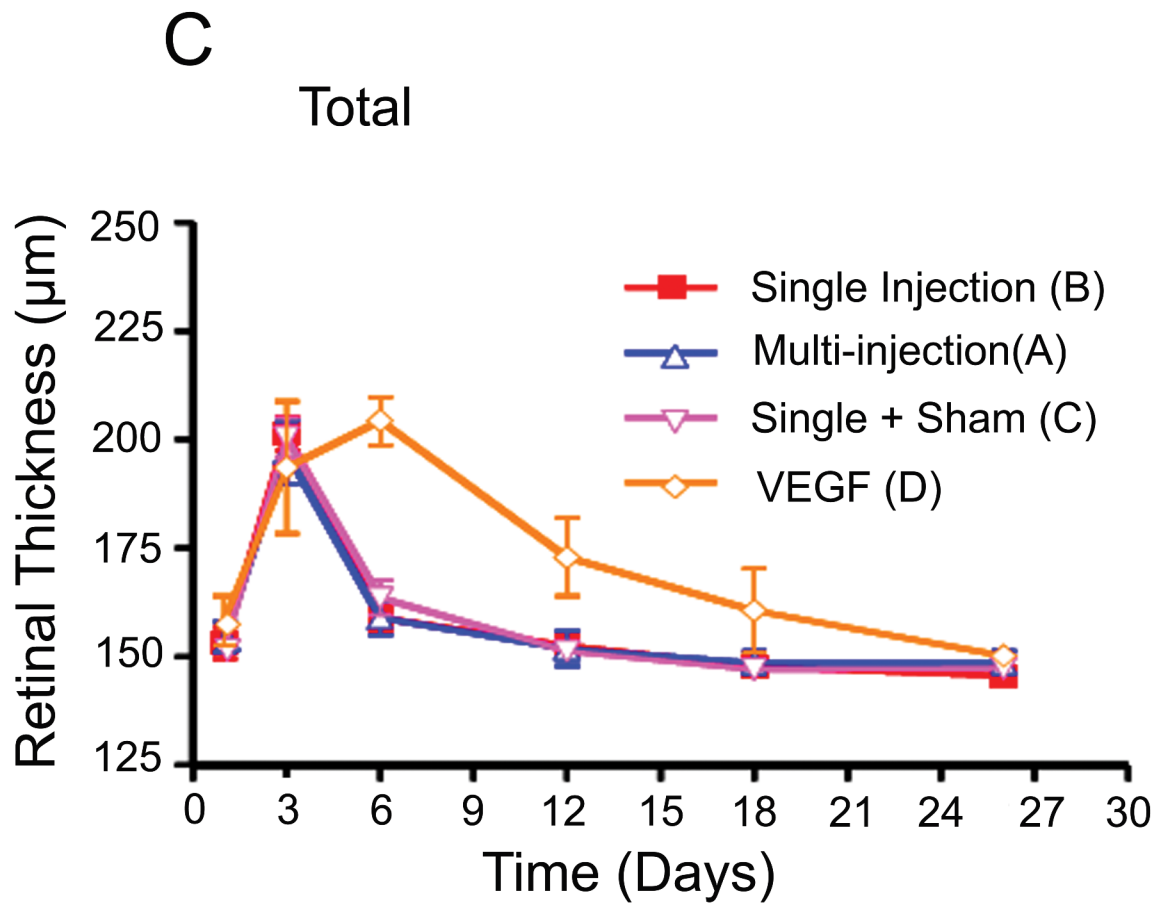 C
Total
Retinal Thickness (µm)
250
225
200
175
150
125
Single Injection (B)
Multi-injection(A)
Single + Sham (C)
VEGF (D)
0 3 6 9 12 15 18 21 24 27 30
Time (Days)